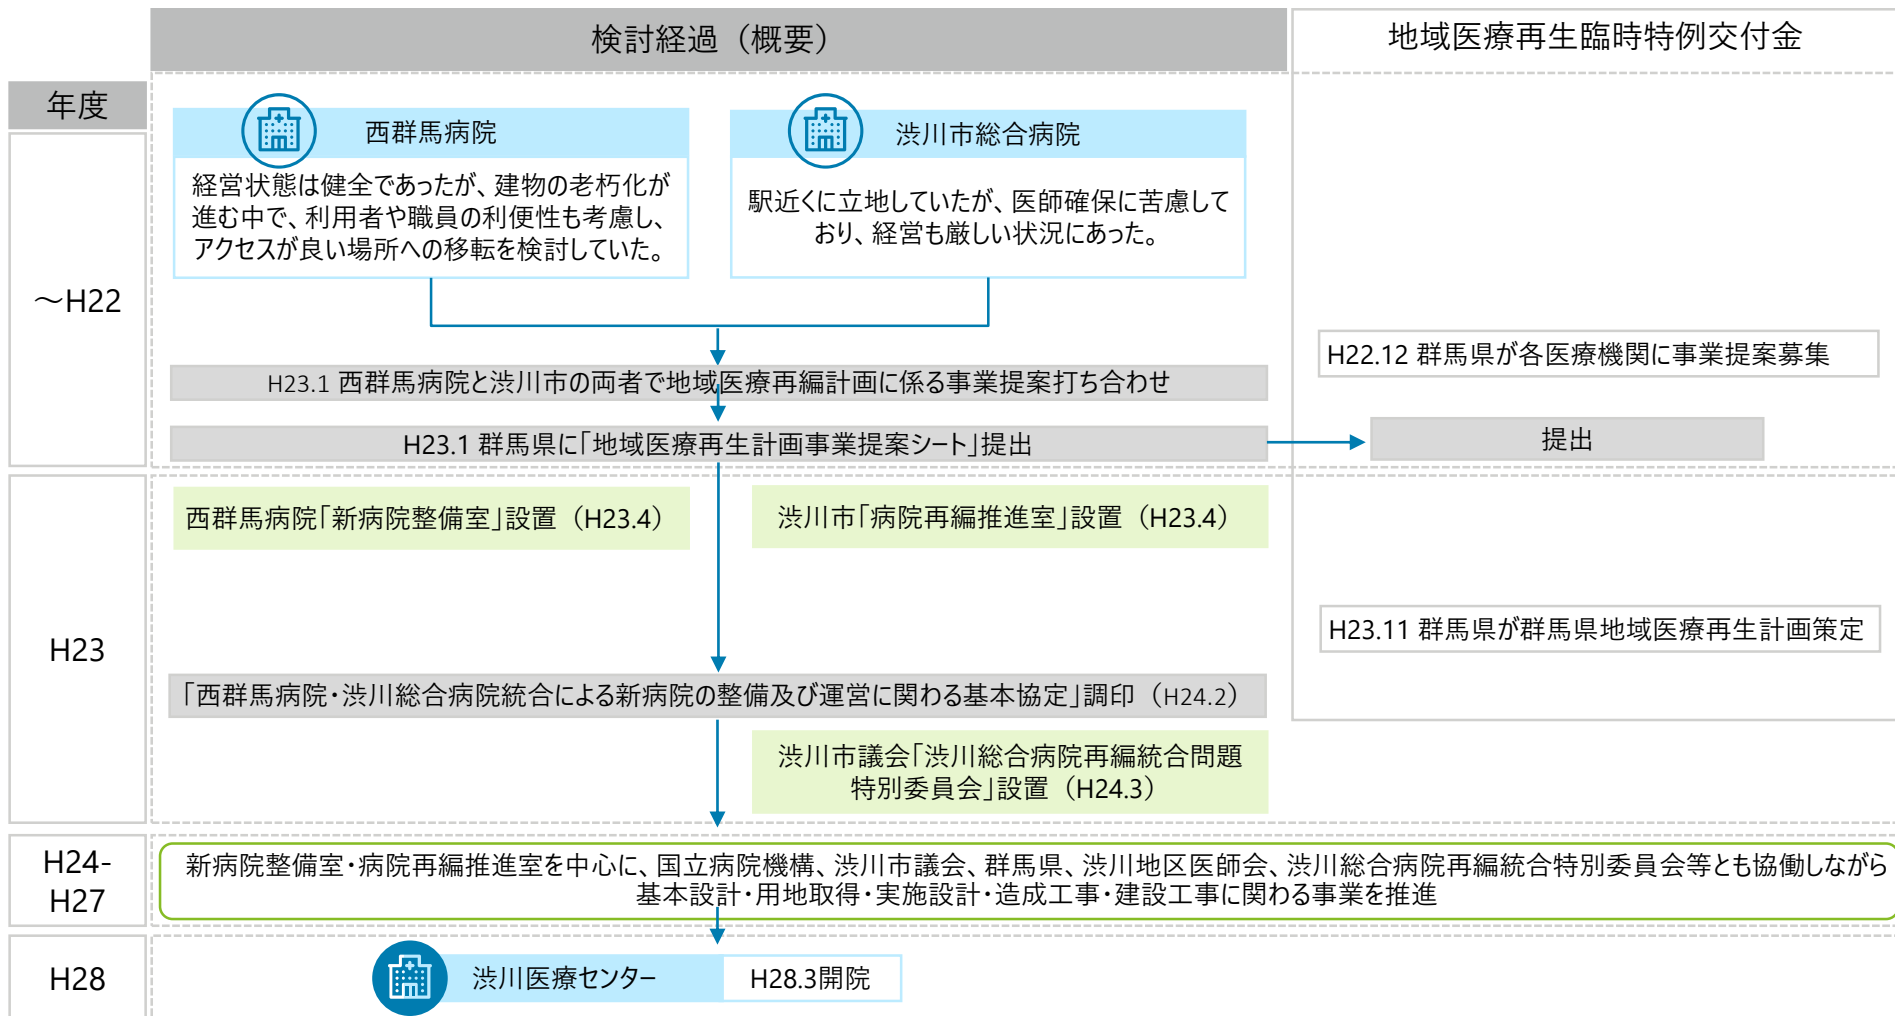 検討経過（概要）
地域医療再生臨時特例交付金
年度
～H22
西群馬病院
経営状態は健全であったが、建物の老朽化が
進む中で、利用者や職員の利便性も考慮し、
アクセスが良い場所への移転を検討していた。
渋川市総合病院
駅近くに立地していたが、医師確保に苦慮して
おり、経営も厳しい状況にあった。
H22.12 群馬県が各医療機関に事業提案募集
H23.1 西群馬病院と渋川市の両者で地域医療再編計画に係る事業提案打ち合わせ
H23.1 群馬県に「地域医療再生計画事業提案シート」提出
提出
H23
西群馬病院「新病院整備室」設置（H23.4）
渋川市「病院再編推進室」設置（H23.4）
H23.11 群馬県が群馬県地域医療再生計画策定
「西群馬病院・渋川総合病院統合による新病院の整備及び運営に関わる基本協定」調印（H24.2）
渋川市議会「渋川総合病院再編統合問題
特別委員会」設置（H24.3）
H24-
H27
新病院整備室・病院再編推進室を中心に、国立病院機構、渋川市議会、群馬県、渋川地区医師会、渋川総合病院再編統合特別委員会等とも協働しながら
基本設計・用地取得・実施設計・造成工事・建設工事に関わる事業を推進
H28
渋川医療センター
H28.3開院